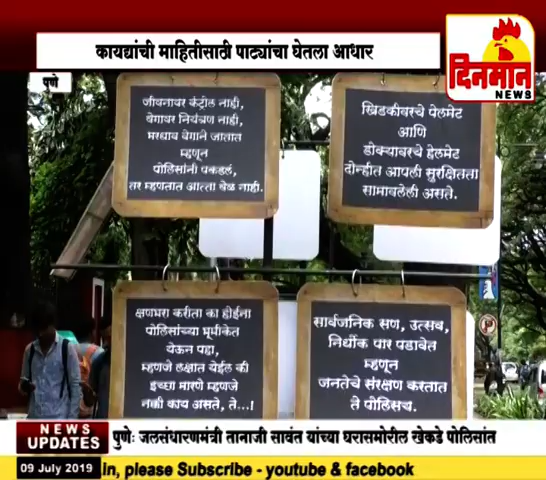 कायद्यांची माहितीसाठी पाट्यांचा घेतला आधार
दिनमान
NEWS
पुणे
जीवनावर कंट्रोल नाही,
वेगावर नियंत्रण नाही,
भरधाव वेगाने जातात
म्हणून
पोलिसांनी पकडलं,
तर म्हणतात आत्ता वेळ नाही.
खिडकीवरचे पेलमेट
आणि
डोक्यावरचे हेलमेट
दोन्हीत आपली सुरक्षितता
सामावलेली असते.
क्षणभरा करीता का होईना
पोलिसांच्या भूमीकेत
येऊन पहा,
म्हणजे लक्षात येईल की
इच्छा मारणे म्हणजे
नक्की काय असते, ते...!
सार्वजनिक सण, उत्सव,
निर्धोक पार पडावेत
म्हणून
जनतेचे संरक्षण करतात
ते पोलिसच.
NEWS
UPDATES
पुणेः जलसंधारणमंत्री तानाजी सावंत यांच्या घरासमोरील खेकडे पोलिसांत
09 July 2019
in, please Subscribe - youtube & facebook